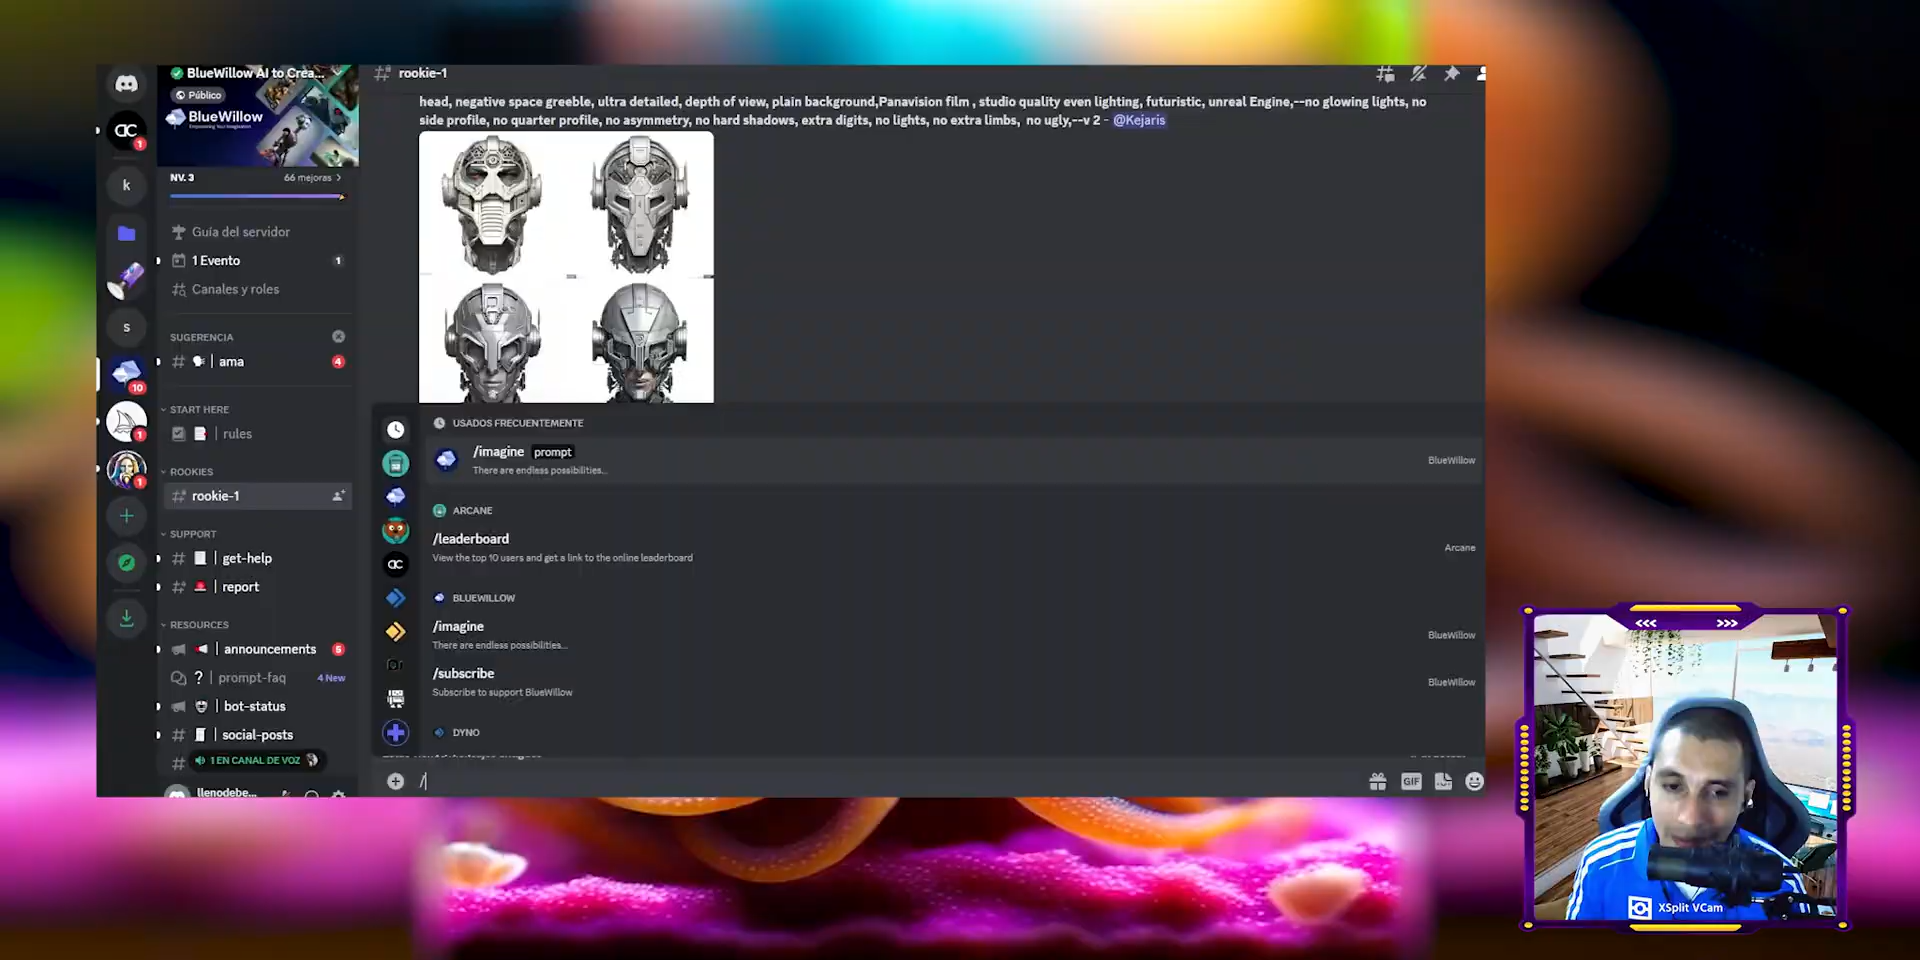 BlueWillow AI to Crea...
Público
BlueWillow
NV. 3
66 mejoras >
Guía del servidor
1 Evento
1
Canales y roles
SUGERENCIA
ama
4
START HERE
rules
ROOKIES
rookie-1
SUPPORT
get-help
report
RESOURCES
announcements
5
prompt-faq
4 New
bot-status
social-posts
1 EN CANAL DE VOZ
llenodebe...
1
k
s
10
1
1
rookie-1
head, negative space greeble, ultra detailed, depth of view, plain background,Panavision film , studio quality even lighting, futuristic, unreal Engine,--no glowing lights, no
side profile, no quarter profile, no asymmetry, no hard shadows, extra digits, no lights, no extra limbs, no ugly,--v 2 - @Kejaris
USADOS FRECUENTEMENTE
/imagine prompt
There are endless possibilities...
BlueWillow
ARCANE
/leaderboard
View the top 10 users and get a link to the online leaderboard
Arcane
BLUEWILLOW
/imagine
There are endless possibilities...
BlueWillow
/subscribe
Subscribe to support BlueWillow
BlueWillow
DYNO
/
GIF
<<< >>>
XSplit VCam